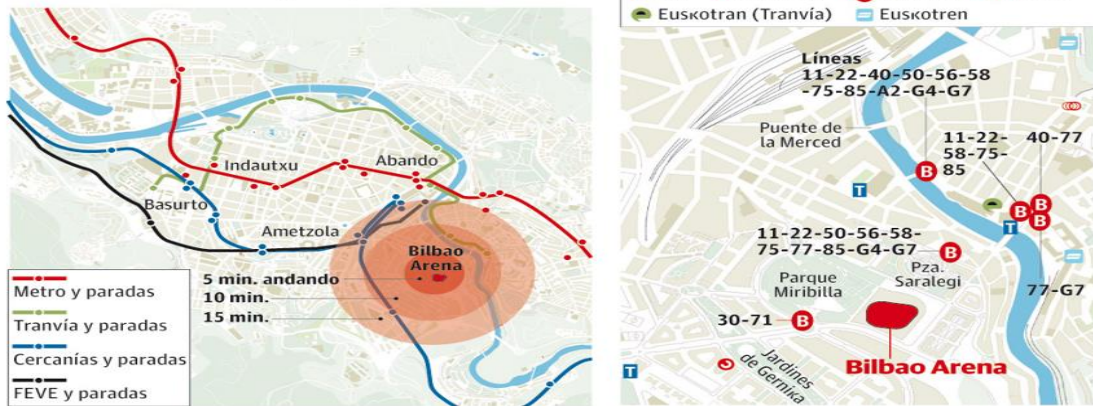 Indautxu
Abando
Basurto
Ametzola
Bilbao
Arena
5 min. andando
10 min.
15 min.
Metro y paradas
Tranvía y paradas
Cercanías y paradas
FEVE y paradas
Euskotran (Tranvía)
Euskotren
Líneas
11-22-40-50-56-58
-75-85-A2-G4-G7
Puente de
la Merced
11-22-
58-75-
85
40-77
B
T
B
B
B
T
11-22-50-56-58-
75-77-85-G4-G7
B
Pza.
Saralegi
77-G7
Parque
Miribilla
30-71
B
Bilbao Arena
Jardines
de Gernika
T